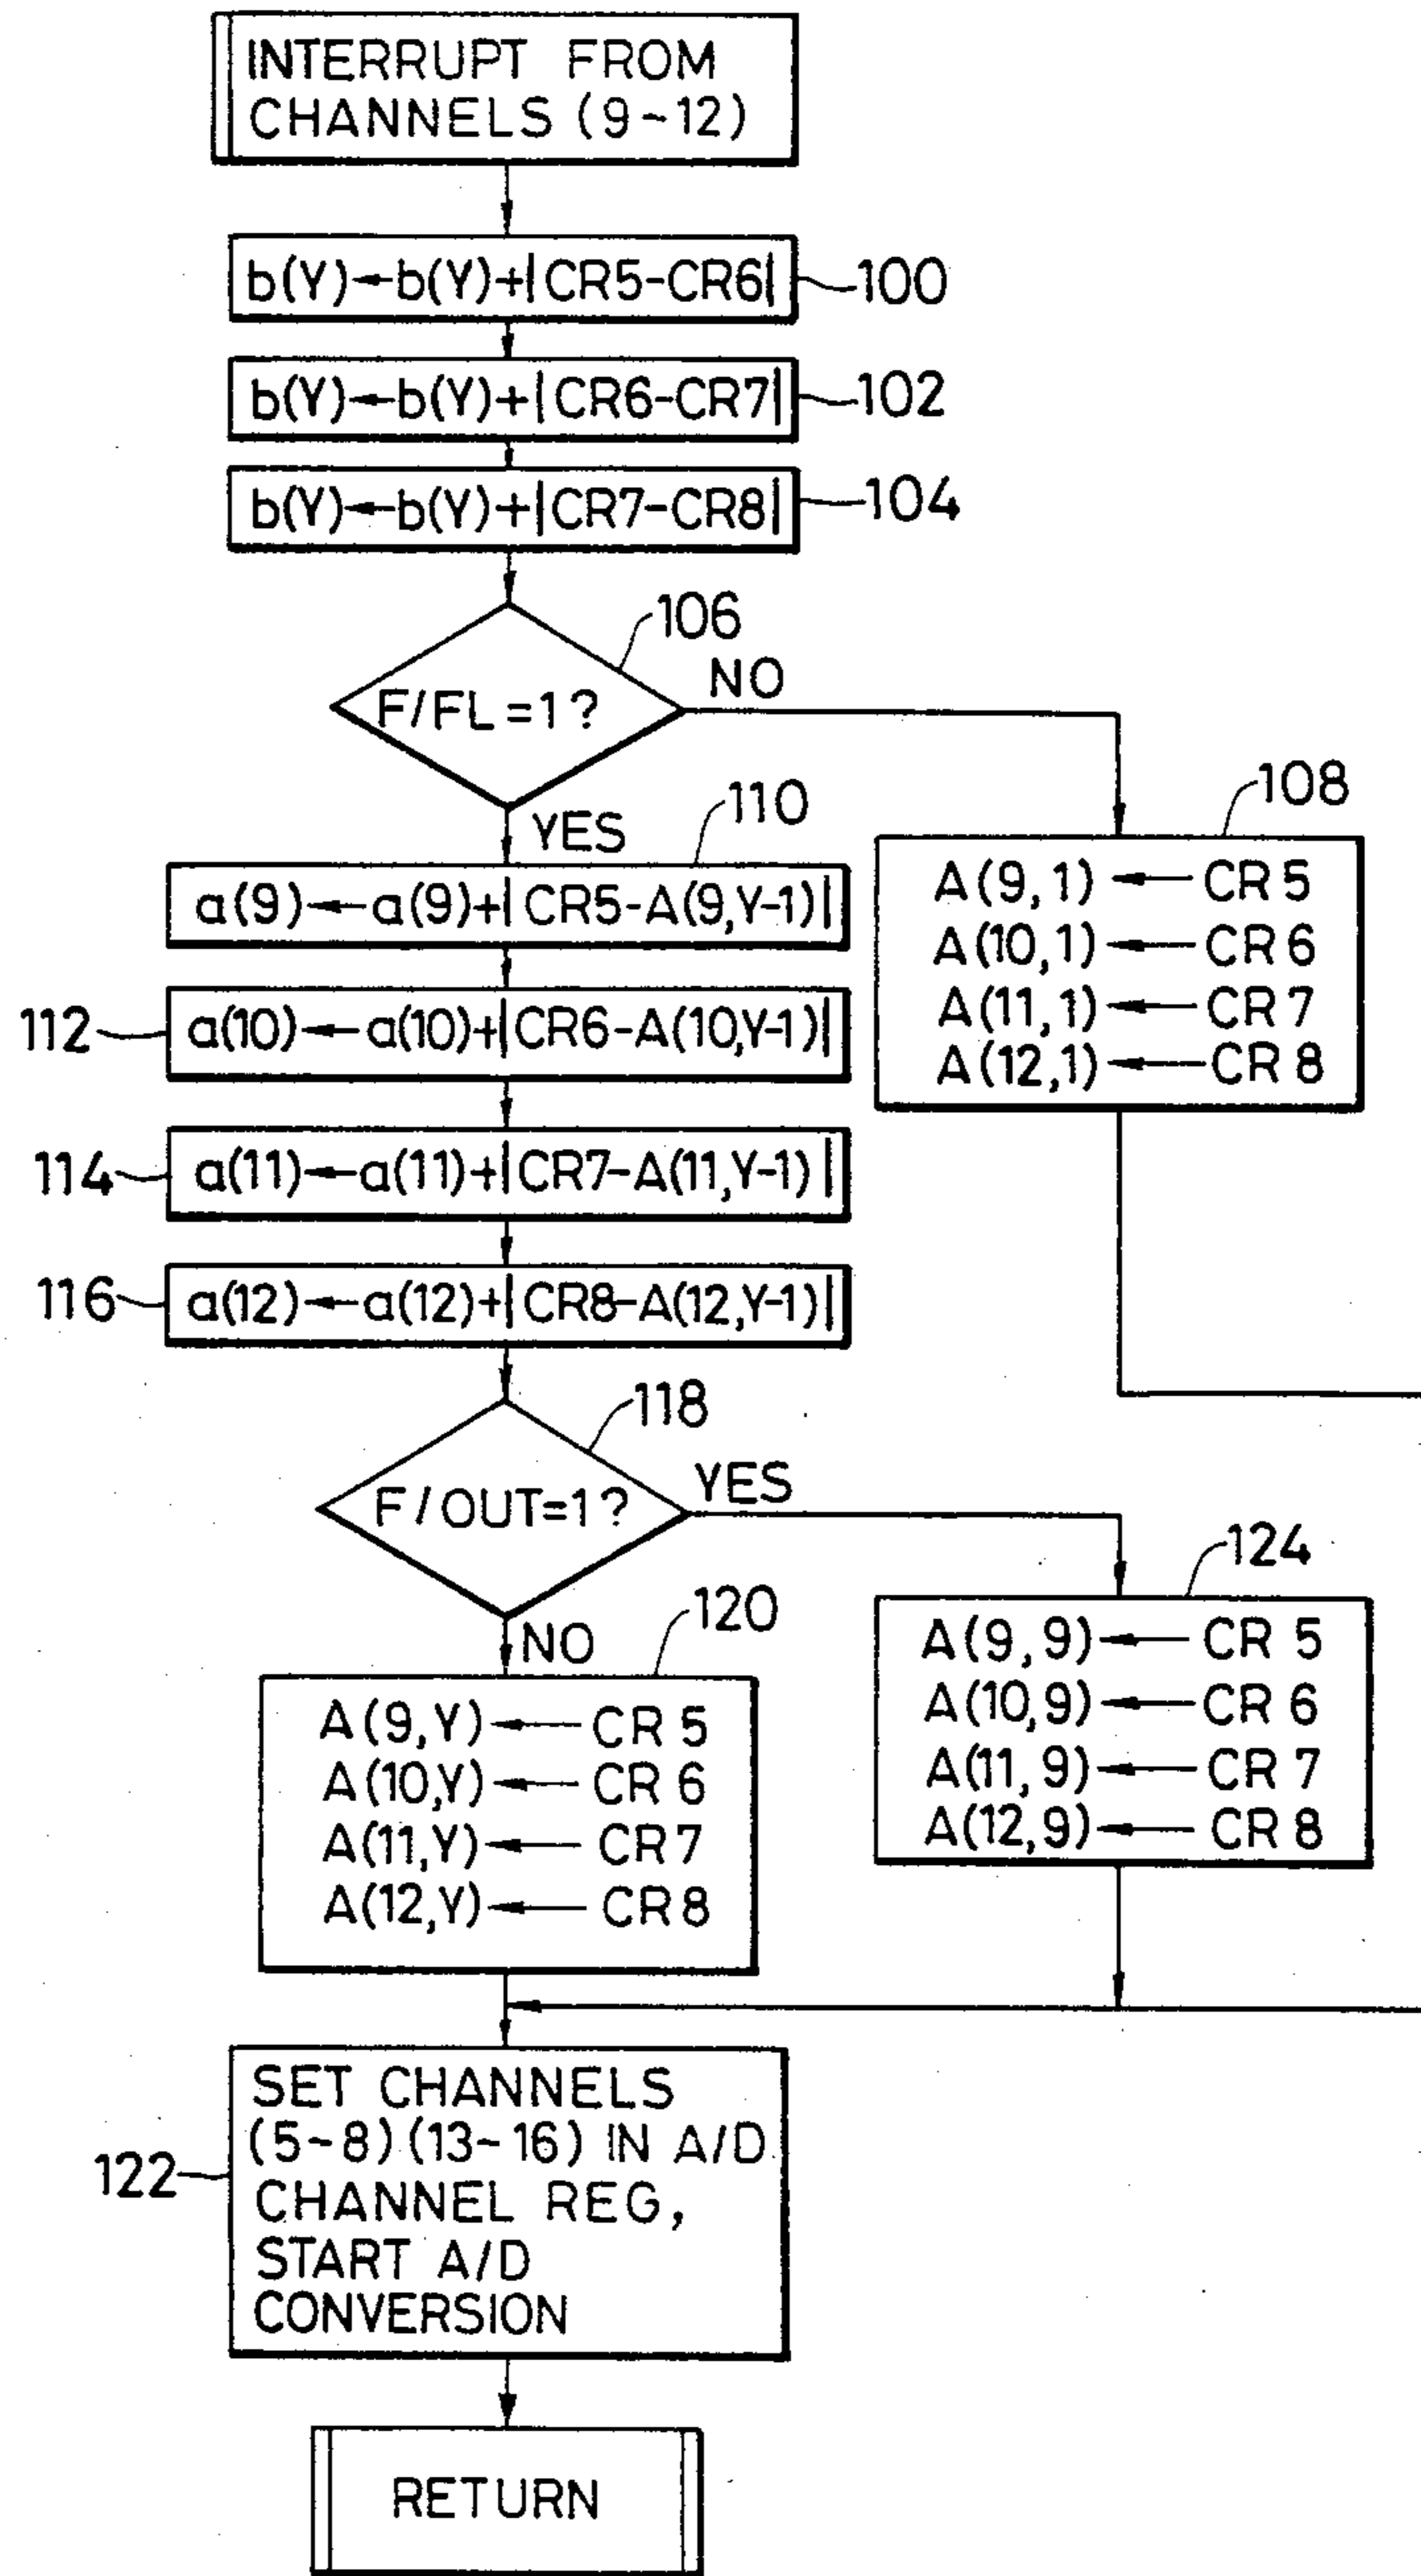 INTERRUPT FROM
CHANNELS (9~12)
b(Y)←b(Y)+|CR5-CR6|
100
b(Y)←b(Y)+|CR6-CR7|
102
b(Y)←b(Y)+|CR7-CR8|
104
106
F/FL=1?
NO
YES
108
A(9,1)←CR5
A(10,1)←CR6
A(11,1)←CR7
A(12,1)←CR8
110
a(9)←a(9)+|CR5-A(9,Y-1)|
112
a(10)←a(10)+|CR6-A(10,Y-1)|
114
a(11)←a(11)+|CR7-A(11,Y-1)|
116
a(12)←a(12)+|CR8-A(12,Y-1)|
118
F/OUT=1?
YES
NO
124
A(9,9)←CR5
A(10,9)←CR6
A(11,9)←CR7
A(12,9)←CR8
120
A(9,Y)←CR5
A(10,Y)←CR6
A(11,Y)←CR7
A(12,Y)←CR8
122
SET CHANNELS
(5~8)(13~16) IN A/D
CHANNEL REG,
START A/D
CONVERSION
RETURN